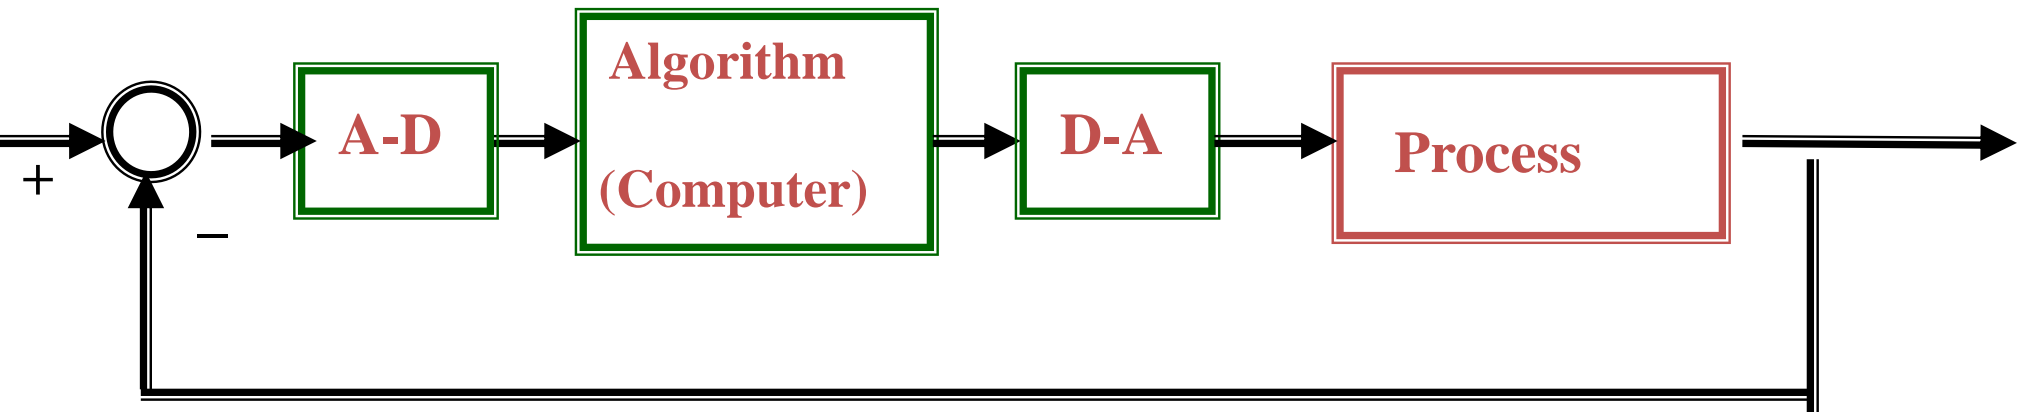 A-D
Algorithm
(Computer)
D-A
Process
+
–